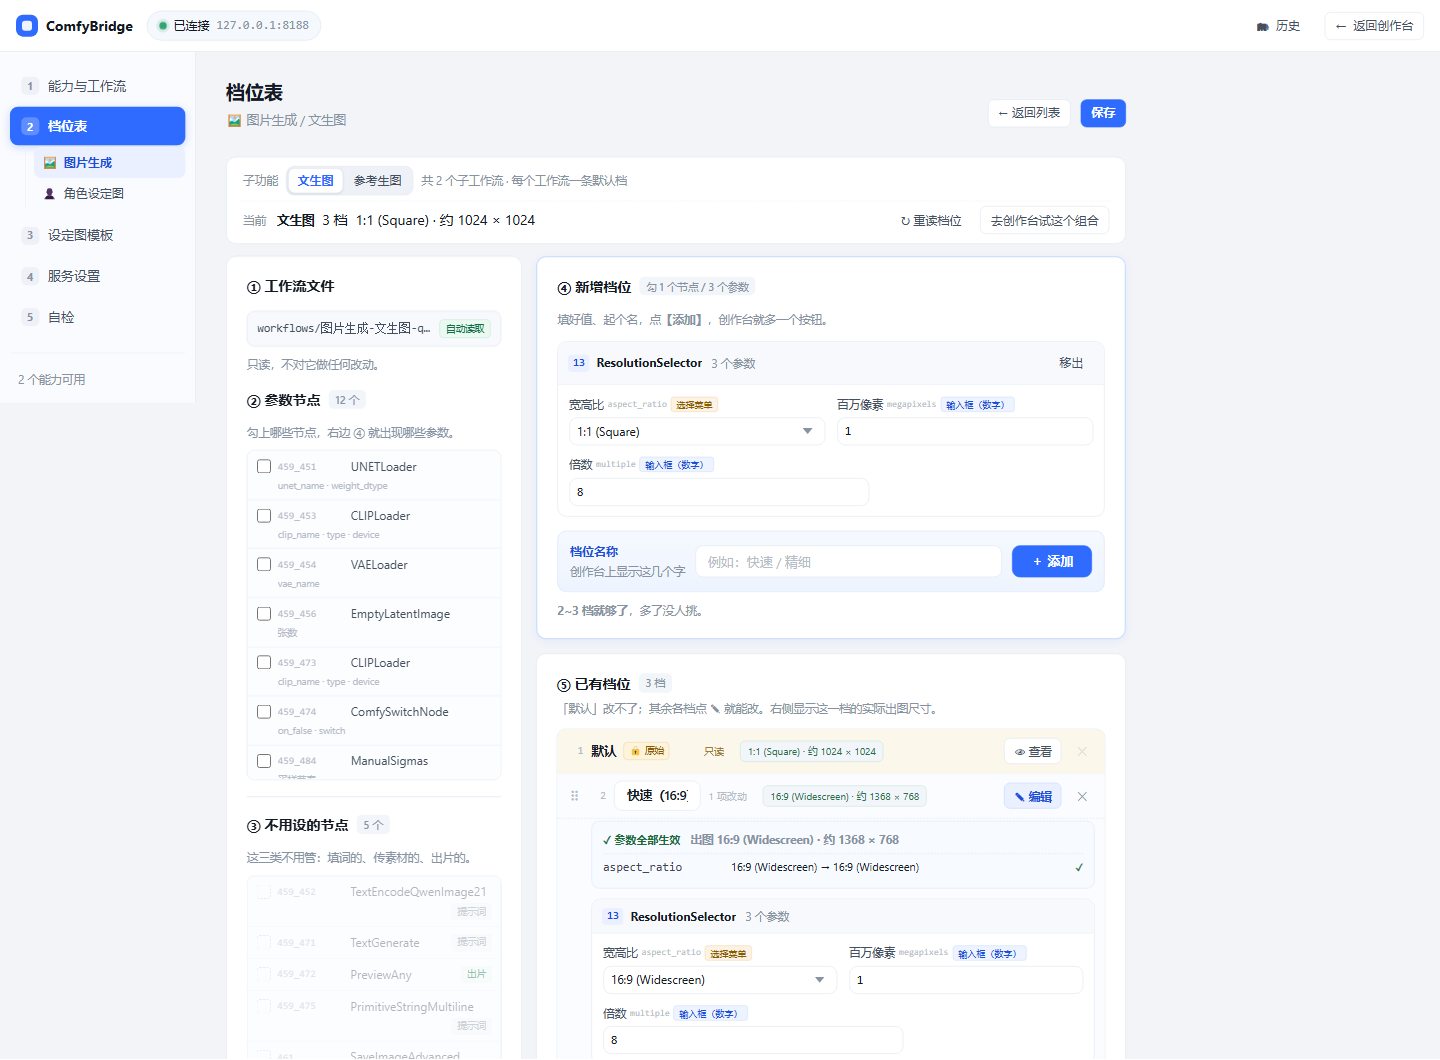 ComfyBridge
已连接 127.0.0.1:8188
历史
← 返回创作台
1 能力与工作流
2 档位表
图片生成
角色设定图
3 设定图模板
4 服务设置
5 自检
2 个能力可用
档位表
图片生成 / 文生图
← 返回列表
保存
子功能 文生图 参考生图 共 2 个子工作流 · 每个工作流一条默认档
当前 文生图 3 档 1:1 (Square) · 约 1024 × 1024
↻ 重读档位
去创作台试这个组合
① 工作流文件
workflows/图片生成-文生图-q… 自动读取
只读，不对它做任何改动。
② 参数节点 12 个
勾上哪些节点，右边 ④ 就出现哪些参数。
459_451 UNETLoader
unet_name · weight_dtype
459_453 CLIPLoader
clip_name · type · device
459_454 VAELoader
vae_name
459_456 EmptyLatentImage
张数
459_473 CLIPLoader
clip_name · type · device
459_474 ComfySwitchNode
on_false · switch
459_484 ManualSigmas
③ 不用设的节点 5 个
这三类不用管：填词的、传素材的、出片的。
459_452 TextEncodeQwenImage21
提示词
459_471 TextGenerate 提示词
459_472 PreviewAny 出片
459_475 PrimitiveStringMultiline
提示词
461 SaveImageAdvanced
④ 新增档位 勾 1 个节点 / 3 个参数
填好值、起个名，点【添加】，创作台就多一个按钮。
13 ResolutionSelector 3 个参数 移出
宽高比 aspect_ratio 选择菜单
1:1 (Square)
百万像素 megapixels 输入框（数字）
1
倍数 multiple 输入框（数字）
8
档位名称
创作台上显示这几个字
例如：快速 / 精细
+ 添加
2~3 档就够了，多了没人挑。
⑤ 已有档位 3 档
「默认」改不了；其余各档点 ✎ 就能改。右侧显示这一档的实际出图尺寸。
1 默认 原始 只读 1:1 (Square) · 约 1024 × 1024 查看 ×
2 快速（16:9 1 项改动 16:9 (Widescreen) · 约 1368 × 768 编辑 ×
✓ 参数全部生效 出图 16:9 (Widescreen) · 约 1368 × 768
aspect_ratio 16:9 (Widescreen) → 16:9 (Widescreen) ✓
13 ResolutionSelector 3 个参数
宽高比 aspect_ratio 选择菜单
16:9 (Widescreen)
百万像素 megapixels 输入框（数字）
1
倍数 multiple 输入框（数字）
8